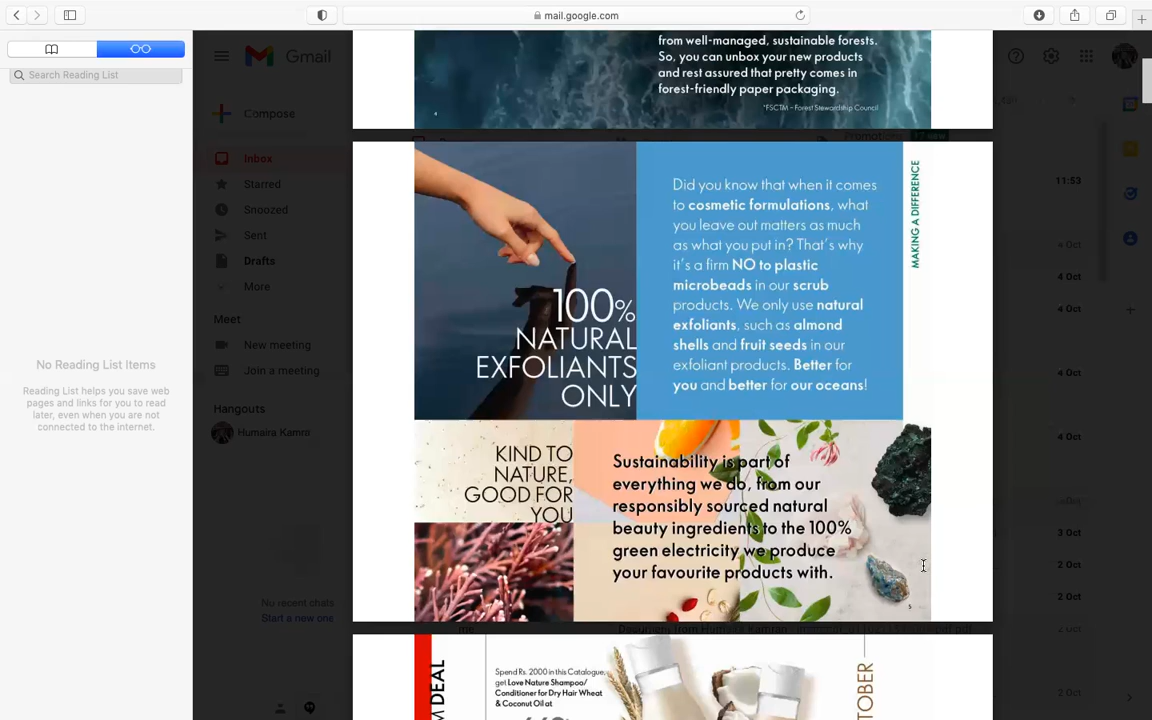 mail.google.com
Search Reading List
Gmail
Compose
Inbox
Starred
Snoozed
Sent
Drafts
More
Meet
New meeting
Join a meeting
Hangouts
Humaira Kamra
No recent chats
Start a new one
No Reading List Items
Reading List helps you save web
pages and links for you to read
later, even when you are not
connected to the internet.
from well-managed, sustainable forests.
So, you can unbox your new products
and rest assured that pretty comes in
forest-friendly paper packaging.
*FSCTM – Forest Stewardship Council
4
Promotions
100%
NATURAL
EXFOLIANTS
ONLY
Did you know that when it comes
to cosmetic formulations, what
you leave out matters as much
as what you put in? That's why
it's a firm NO to plastic
microbeads in our scrub
products. We only use natural
exfoliants, such as almond
shells and fruit seeds in our
exfoliant products. Better for
you and better for our oceans!
MAKING A DIFFERENCE
KIND TO
NATURE,
GOOD FOR
YOU
Sustainability is part of
everything we do, from our
responsibly sourced natural
beauty ingredients to the 100%
green electricity we produce
your favourite products with.
5
11:53
4 Oct
4 Oct
4 Oct
4 Oct
4 Oct
3 Oct
2 Oct
2 Oct
2 Oct
2 Oct
me
M DEAL
Spend Rs. 2000 in this Catalogue,
get Love Nature Shampoo/
Conditioner for Dry Hair Wheat
& Coconut Oil at
TOBER